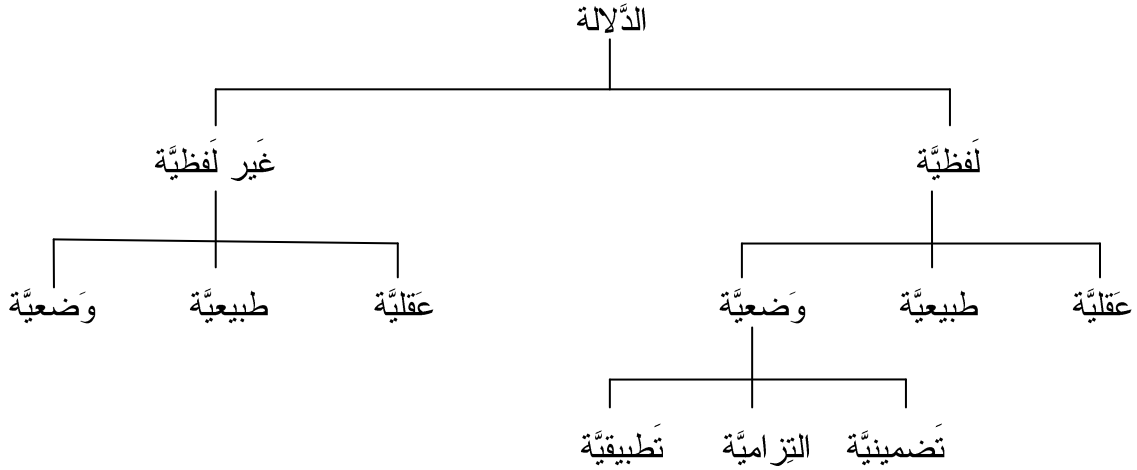 الدَّلالة
لَفظيَّة غَير لَفظيَّة
عَقليَّة طبيعيَّة وَضعيَّة عَقليَّة طبيعيَّة وَضعيَّة
تَضمينيَّة التِزاميَّة تَطبيقيَّة